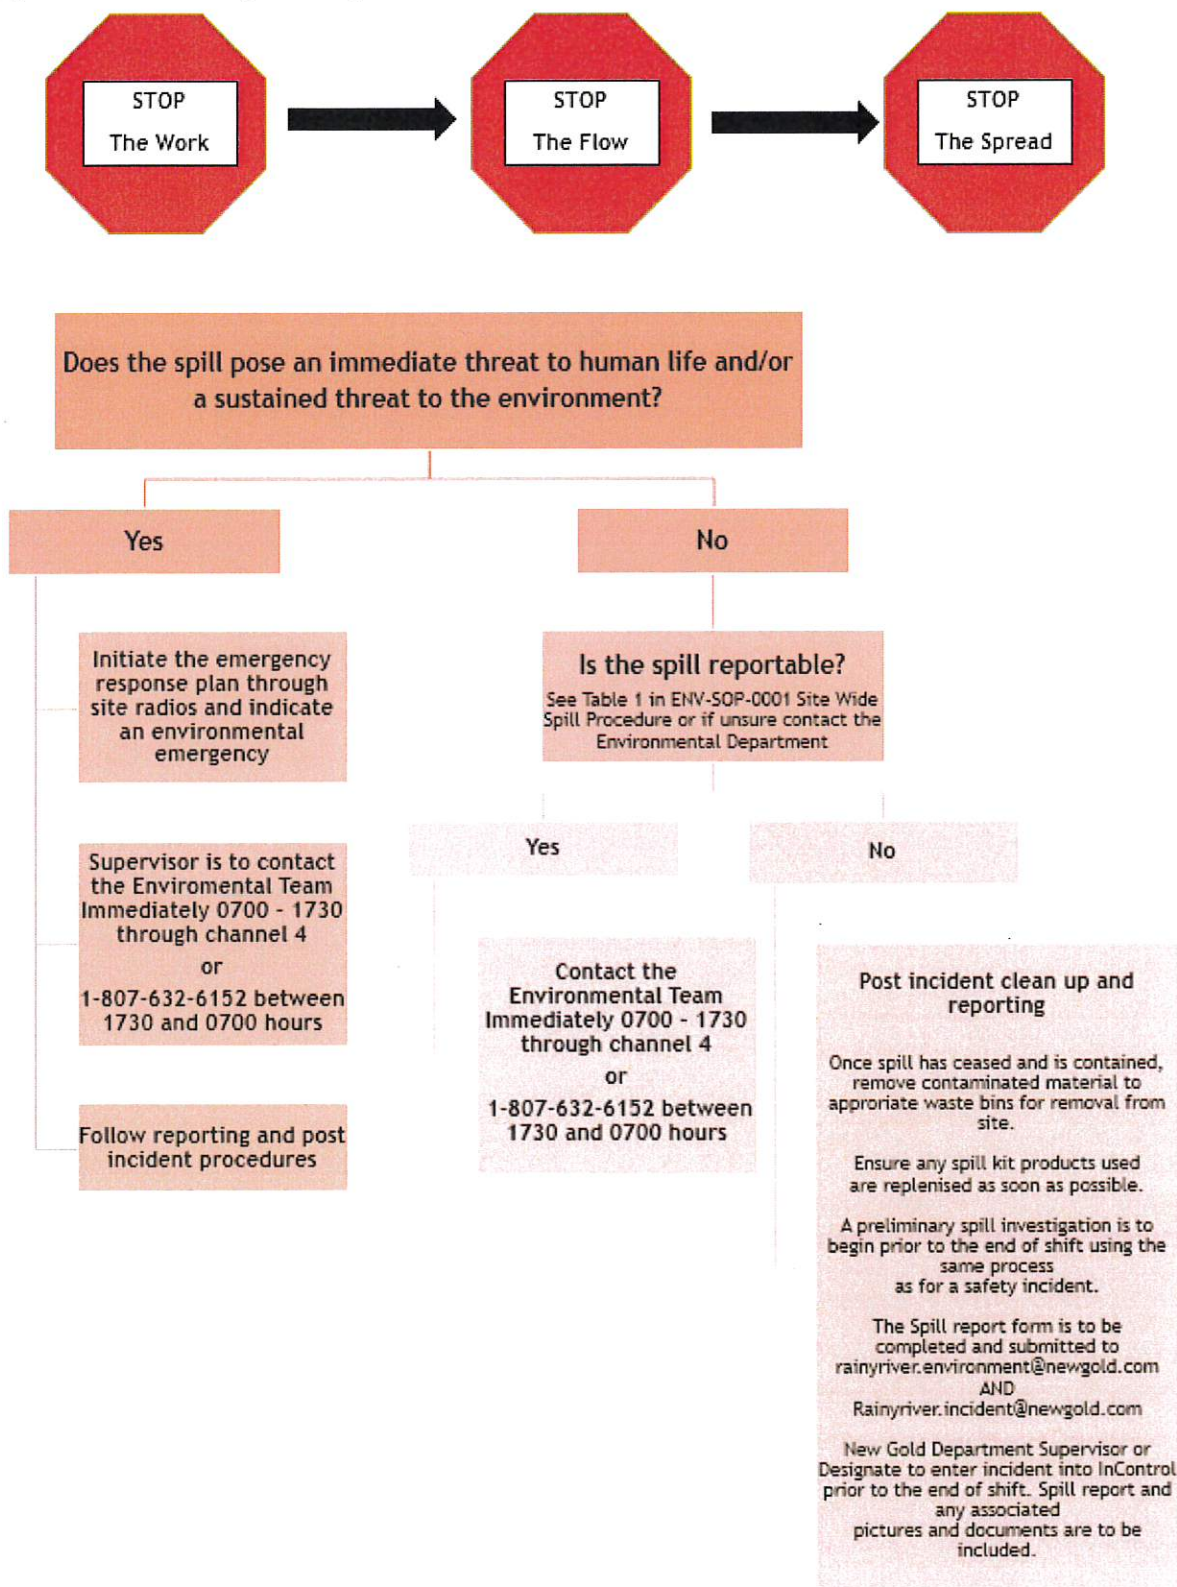 STOP
The Work
STOP
The Flow
STOP
The Spread
Does the spill pose an immediate threat to human life and/or
a sustained threat to the environment?
Yes
No
Initiate the emergency
response plan through
site radios and indicate
an environmental
emergency
Supervisor is to contact
the Enviromental Team
Immediately 0700 - 1730
through channel 4
or
1-807-632-6152 between
1730 and 0700 hours
Follow reporting and post
incident procedures
Is the spill reportable?
See Table 1 in ENV-SOP-0001 Site Wide
Spill Procedure or if unsure contact the
Environmental Department
Yes
No
Contact the
Environmental Team
Immediately 0700 - 1730
through channel 4
or
1-807-632-6152 between
1730 and 0700 hours
Post incident clean up and
reporting
Once spill has ceased and is contained,
remove contaminated material to
approriate waste bins for removal from
site.
Ensure any spill kit products used
are replenised as soon as possible.
A preliminary spill investigation is to
begin prior to the end of shift using the
same process
as for a safety incident.
The Spill report form is to be
completed and submitted to
rainyriver.environment@newgold.com
AND
Rainyriver.incident@newgold.com
New Gold Department Supervisor or
Designate to enter incident into InControl
prior to the end of shift. Spill report and
any associated
pictures and documents are to be
included.